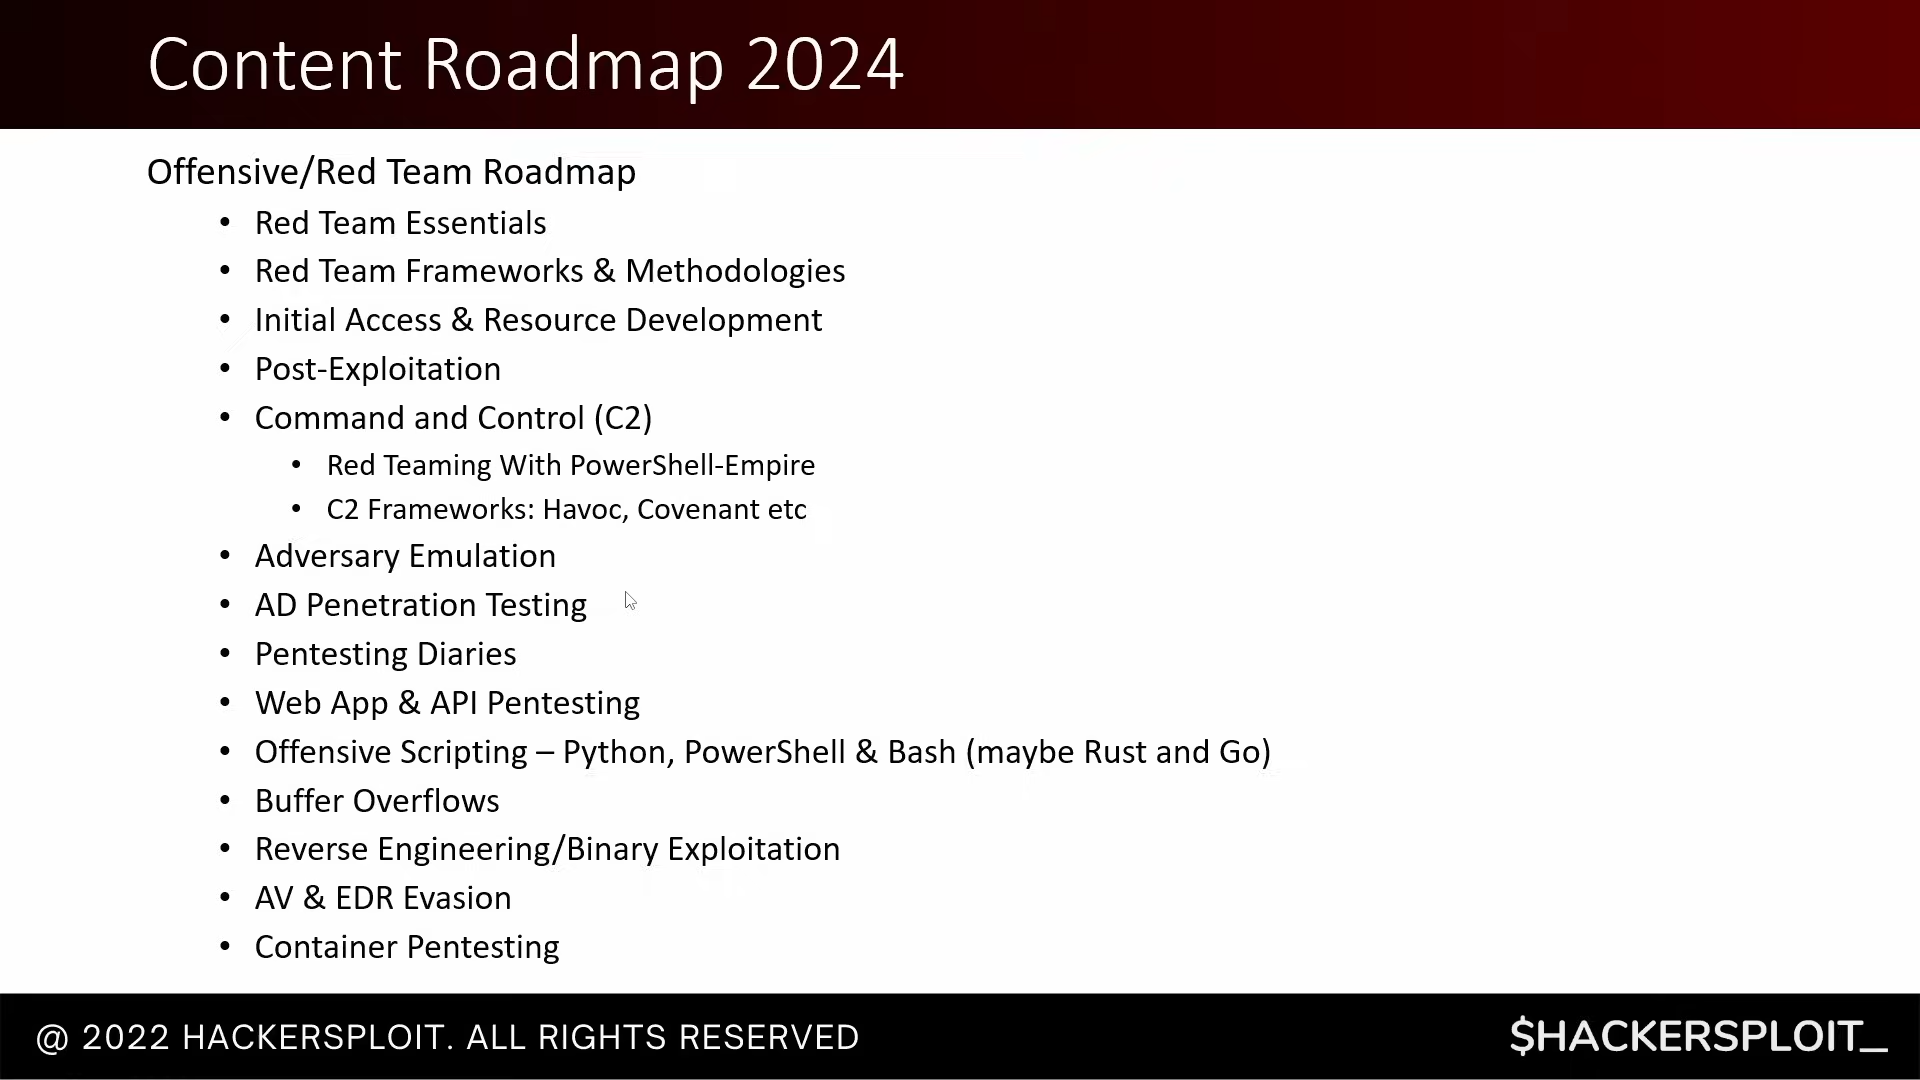 Content Roadmap 2024
Offensive/Red Team Roadmap
• Red Team Essentials
• Red Team Frameworks & Methodologies
• Initial Access & Resource Development
• Post-Exploitation
• Command and Control (C2)
• Red Teaming With PowerShell-Empire
• C2 Frameworks: Havoc, Covenant etc
• Adversary Emulation
• AD Penetration Testing
• Pentesting Diaries
• Web App & API Pentesting
• Offensive Scripting – Python, PowerShell & Bash (maybe Rust and Go)
• Buffer Overflows
• Reverse Engineering/Binary Exploitation
• AV & EDR Evasion
• Container Pentesting
@ 2022 HACKERSPLOIT. ALL RIGHTS RESERVED
$HACKERSPLOIT_